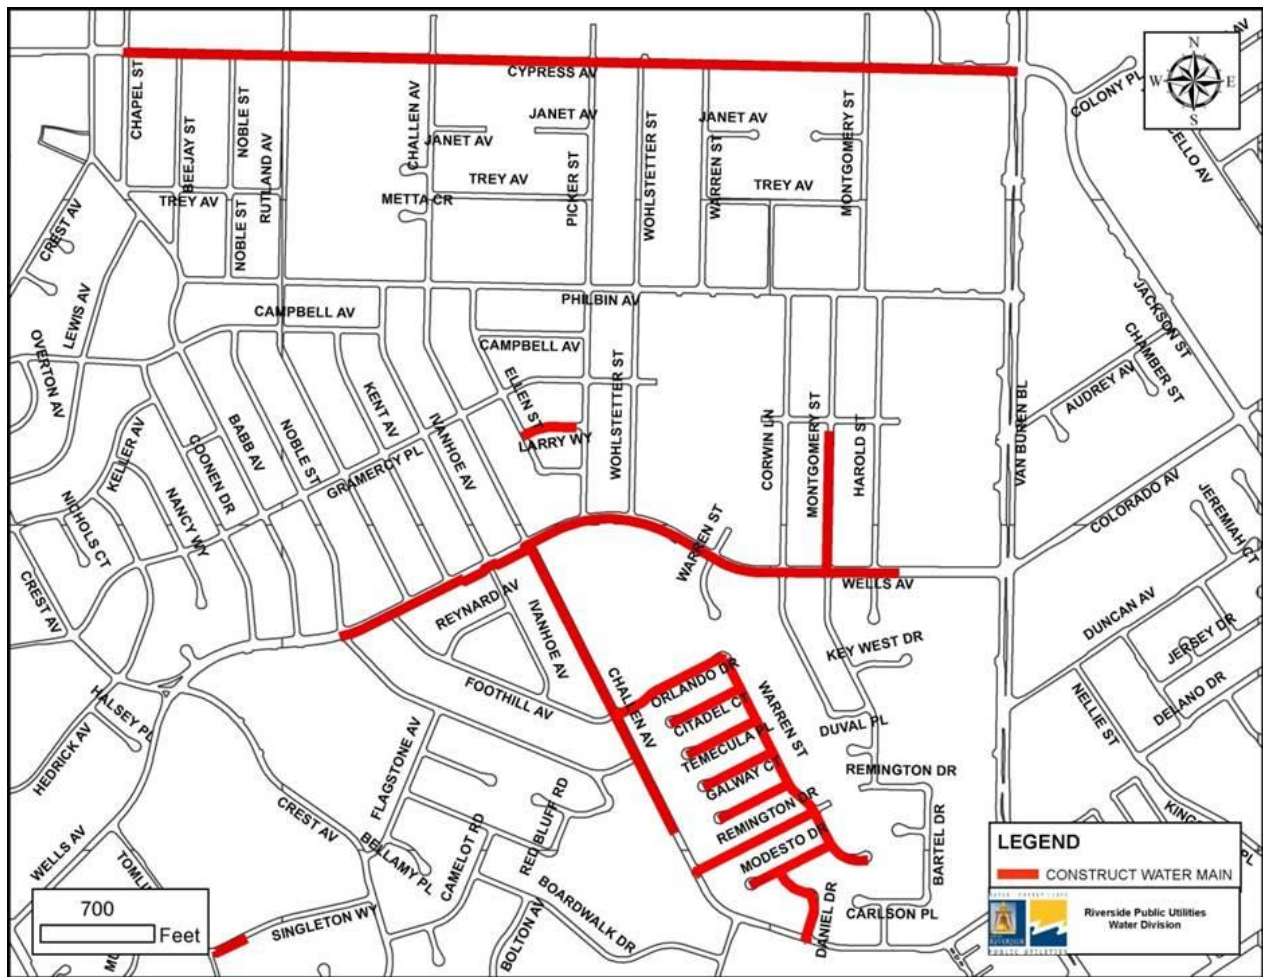 N
W E
S
AV
COLONY PL
CYPRESS AV
CHAPEL ST
BEEJAY ST
NOBLE ST
RUTLAND AV
CHALLEN AV
JANET AV
JANET AV
WOHLSTETTER ST
JANET AV
MONTGOMERY ST
CELLO AV
TREY AV
PICKER ST
WARREN ST
TREY AV
TREY AV
METTA CR
NOBLE ST
CREST AV
LEWIS AV
PHILBIN AV
CAMPBELL AV
JACKSON ST
CHAMBER ST
OVERTON AV
CAMPBELL AV
ELLEN ST
WOHLSTETTER ST
AUDREY AV
VAN BUREN BL
KENT AV
IVANHOE AV
BABB AV
NOBLE ST
KELLER AV
COONEN DR
LARRY WY
CORWIN LN
MONTGOMERY ST
HAROLD ST
GRAMERCY PL
COLORADO AV
NICHOLS CT
NANCY WY
JEREMIAH CT
WARREN ST
WELLS AV
CREST AV
REYNARD AV
IVANHOE AV
DUNCAN AV
JERSEY DR
KEY WEST DR
FOOTHILL AV
CHALLEN AV
ORLANDO DR
WARREN ST
NELLIE ST
DELANO DR
HALSEY PL
CITADEL C
DUVAL PL
HEDRICK AV
FLAGSTONE AV
TEMECULA PL
GALWAY CT
REMINGTON DR
RED BLUFF RD
CREST AV
REMINGTON DR
BARTEL DR
WELLS AV
BELLAMY PL
CAMELOT RD
MODESTO DR
LEGEND
CONSTRUCT WATER MAIN
BOARDWALK DR
BOLTON AV
DANIEL DR
CARLSON PL
SINGLETON WY
700
Feet
Riverside Public Utilities
Water Division
PUBLIC UTILITIES